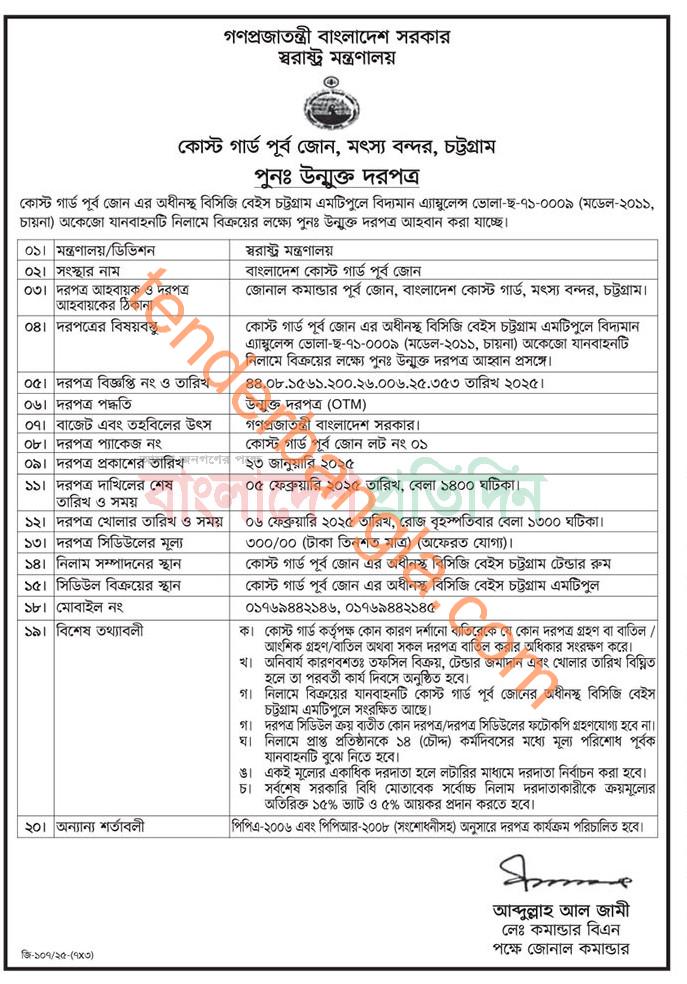 গণপ্রজাতন্ত্রী বাংলাদেশ সরকার
স্বরাষ্ট্র মন্ত্রণালয়
কোস্ট গার্ড পূর্ব জোন, মৎস্য বন্দর, চট্টগ্রাম
পুনঃ উন্মুক্ত দরপত্র
কোস্ট গার্ড পূর্ব জোন এর অধীনস্থ বিসিজি বেইস চট্টগ্রাম এমটিপুলে বিদ্যমান এ্যাম্বুলেন্স ভোলা-ছ-৭১-০০০৯ (মডেল-২০১১,
চায়না) অকেজো যানবাহনটি নিলামে বিক্রয়ের লক্ষ্যে পুনঃ উন্মুক্ত দরপত্র আহবান করা যাচ্ছে।
০১। মন্ত্রণালয়/ডিভিশন স্বরাষ্ট্র মন্ত্রণালয়
০২। সংস্থার নাম বাংলাদেশ কোস্ট গার্ড পূর্ব জোন
০৩। দরপত্র আহবায়ক ও দরপত্র জোনাল কমান্ডার পূর্ব জোন, বাংলাদেশ কোস্ট গার্ড, মৎস্য বন্দর, চট্টগ্রাম।
আহবায়কের ঠিকানা
০৪। দরপত্রের বিষয়বস্তু কোস্ট গার্ড পূর্ব জোন এর অধীনস্থ বিসিজি বেইস চট্টগ্রাম এমটিপুলে বিদ্যমান
এ্যাম্বুলেন্স ভোলা-ছ-৭১-০০০৯ (মডেল-২০১১, চায়না) অকেজো যানবাহনটি
নিলামে বিক্রয়ের লক্ষ্যে পুনঃ উন্মুক্ত দরপত্র আহ্বান প্রসঙ্গে।
০৫। দরপত্র বিজ্ঞপ্তি নং ও তারিখ ৪৪.০৮.১৫৬১.২০০.২৬.০০৬.২৫.৩৫৩ তারিখ ২০২৫।
০৬। দরপত্র পদ্ধতি উন্মুক্ত দরপত্র (OTM)
০৭। বাজেট এবং তহবিলের উৎস গণপ্রজাতন্ত্রী বাংলাদেশ সরকার।
০৮। দরপত্র প্যাকেজ নং কোস্ট গার্ড পূর্ব জোন লট নং ০১
০৯। দরপত্র প্রকাশের তারিখ ২৩ জানুয়ারি ২০২৫
১১। দরপত্র দাখিলের শেষ ০৫ ফেব্রুয়ারি ২০২৫ তারিখ, বেলা ১৪০০ ঘটিকা।
তারিখ ও সময়
১২। দরপত্র খোলার তারিখ ও সময় ০৬ ফেব্রুয়ারি ২০২৫ তারিখ, রোজ বৃহস্পতিবার বেলা ১৩০০ ঘটিকা।
১৩। দরপত্র সিডিউলের মূল্য ৩০০/০০ (টাকা তিনশত মাত্র) (অফেরত যোগ্য)।
১৪। নিলাম সম্পাদনের স্থান কোস্ট গার্ড পূর্ব জোন এর অধীনস্থ বিসিজি বেইস চট্টগ্রাম টেন্ডার রুম
১৫। সিডিউল বিক্রয়ের স্থান কোস্ট গার্ড পূর্ব জোন এর অধীনস্থ বিসিজি বেইস চট্টগ্রাম এমটিপুল
১৮। মোবাইল নং ০১৭৬৯৪৪২১৪৬, ০১৭৬৯৪৪২১৪৫
১৯। বিশেষ তথ্যাবলী ক। কোস্ট গার্ড কর্তৃপক্ষ কোন কারণ দর্শানো ব্যতিরেকে যে কোন দরপত্র গ্রহণ বা বাতিল /
আংশিক গ্রহণ/বাতিল অথবা সকল দরপত্র বাতিল করার অধিকার সংরক্ষণ করে।
খ। অনিবার্য কারণবশতঃ তফসিল বিক্রয়, টেন্ডার জমাদান এবং খোলার তারিখ বিঘ্নিত
হলে তা পরবর্তী কার্য দিবসে অনুষ্ঠিত হবে।
গ। নিলামে বিক্রয়ের যানবাহনটি কোস্ট গার্ড পূর্ব জোনের অধীনস্থ বিসিজি বেইস
চট্টগ্রাম এমটিপুলে সংরক্ষিত আছে।
গ। দরপত্র সিডিউল ক্রয় ব্যতীত কোন দরপত্র/দরপত্র সিডিউলের ফটোকপি গ্রহণযোগ্য হবে না।
ঘ। নিলামে প্রাপ্ত প্রতিষ্ঠানকে ১৪ (চৌদ্দ) কর্মদিবসের মধ্যে মূল্য পরিশোধ পূর্বক
যানবাহনটি বুঝে নিতে হবে।
ঙ। একই মূল্যের একাধিক দরদাতা হলে লটারির মাধ্যমে দরদাতা নির্বাচন করা হবে।
চ। সর্বশেষ সরকারি বিধি মোতাবেক সর্বোচ্চ নিলাম দরদাতাকারীকে ক্রয়মূল্যের
অতিরিক্ত ১৫% ভ্যাট ও ৫% আয়কর প্রদান করতে হবে।
২০। অন্যান্য শর্তাবলী পিপিএ-২০০৬ এবং পিপিআর-২০০৮ (সংশোধনীসহ) অনুসারে দরপত্র কার্যক্রম পরিচালিত হবে।
আব্দুল্লাহ আল জামী
লেঃ কমান্ডার বিএন
পক্ষে জোনাল কমান্ডার
জি-১০৭/২৫-(৭x৩)
tenderbangla.com
বাংলাদেশ প্রতিদিন